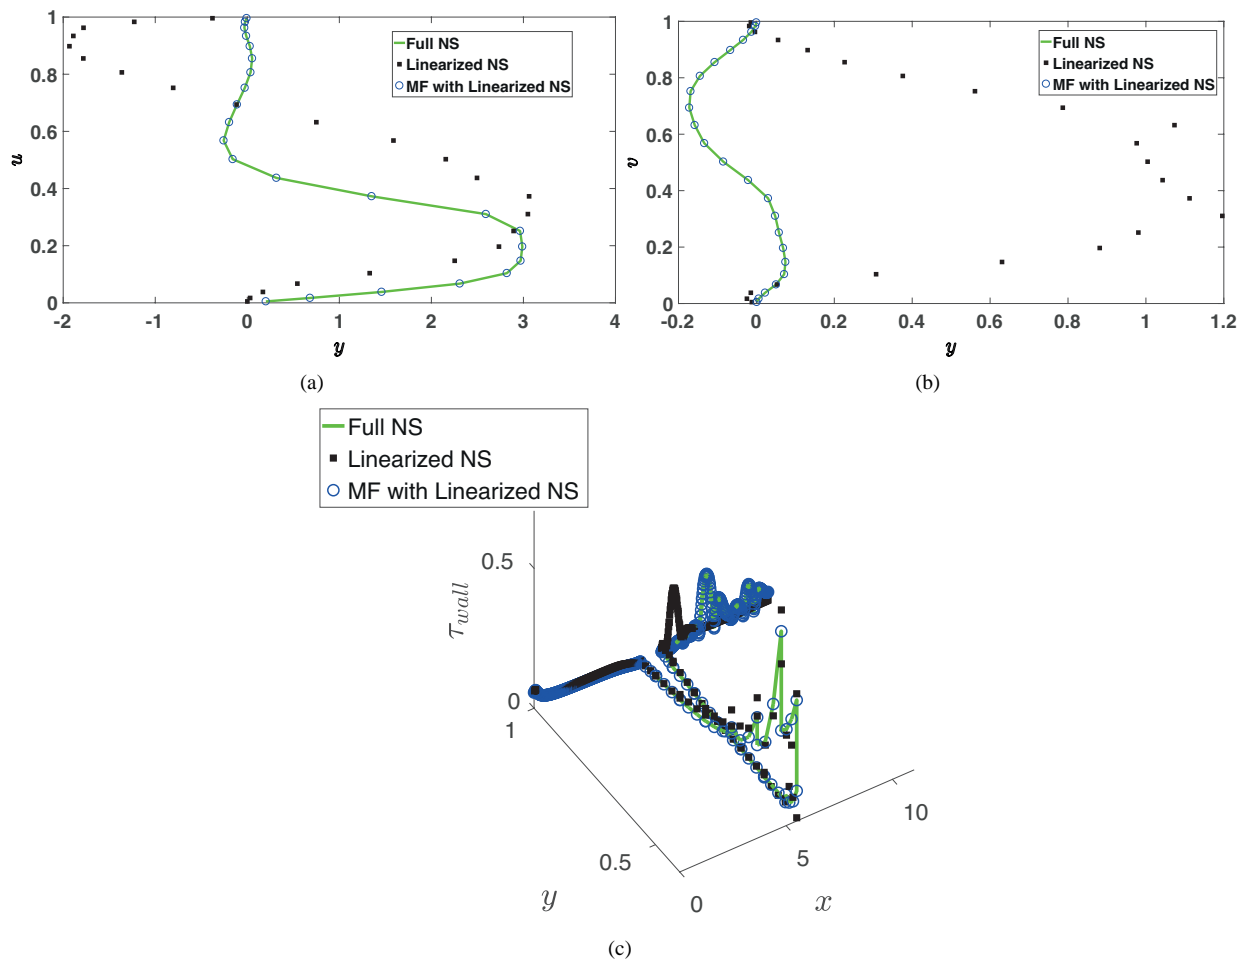 1
0.8
0.6
0.4
0.2
0
u
-2
-1
0
1
2
3
4
y
Full NS
Linearized NS
MF with Linearized NS
(a)
1
0.8
0.6
0.4
0.2
0
v
-0.2
0
0.2
0.4
0.6
0.8
1
1.2
y
Full NS
Linearized NS
MF with Linearized NS
(b)
Full NS
Linearized NS
MF with Linearized NS
0.5
τwall
0
1
0.5
y
0
5
10
x
(c)